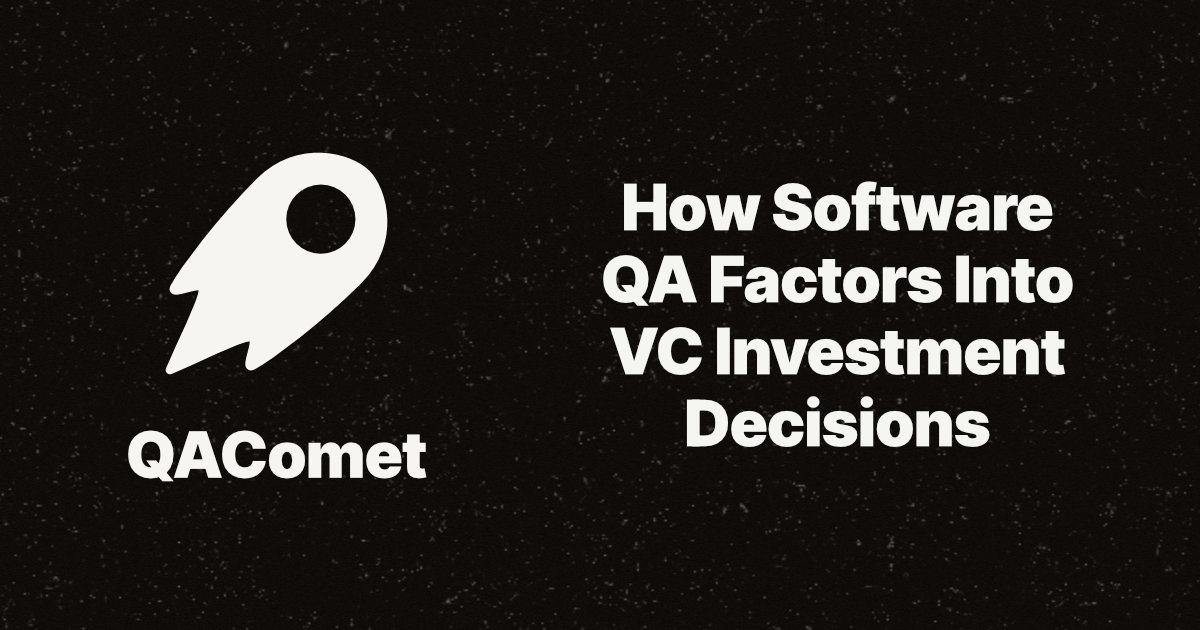 QAComet
How Software
QA Factors Into
VC Investment
Decisions